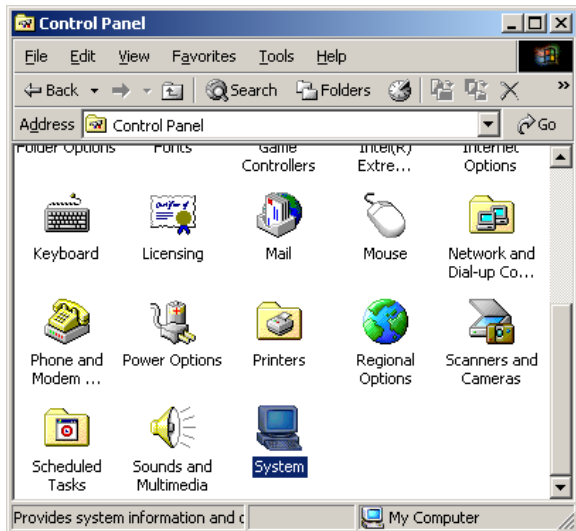 Control Panel
File Edit View Favorites Tools Help
Back Search Folders »
Address Control Panel Go
Folder Options Fonts Game Controllers Intel(R) Extre... Internet Options
Keyboard Licensing Mail Mouse Network and Dial-up Co...
Phone and Modem ... Power Options Printers Regional Options Scanners and Cameras
Scheduled Tasks Sounds and Multimedia System
Provides system information and c My Computer